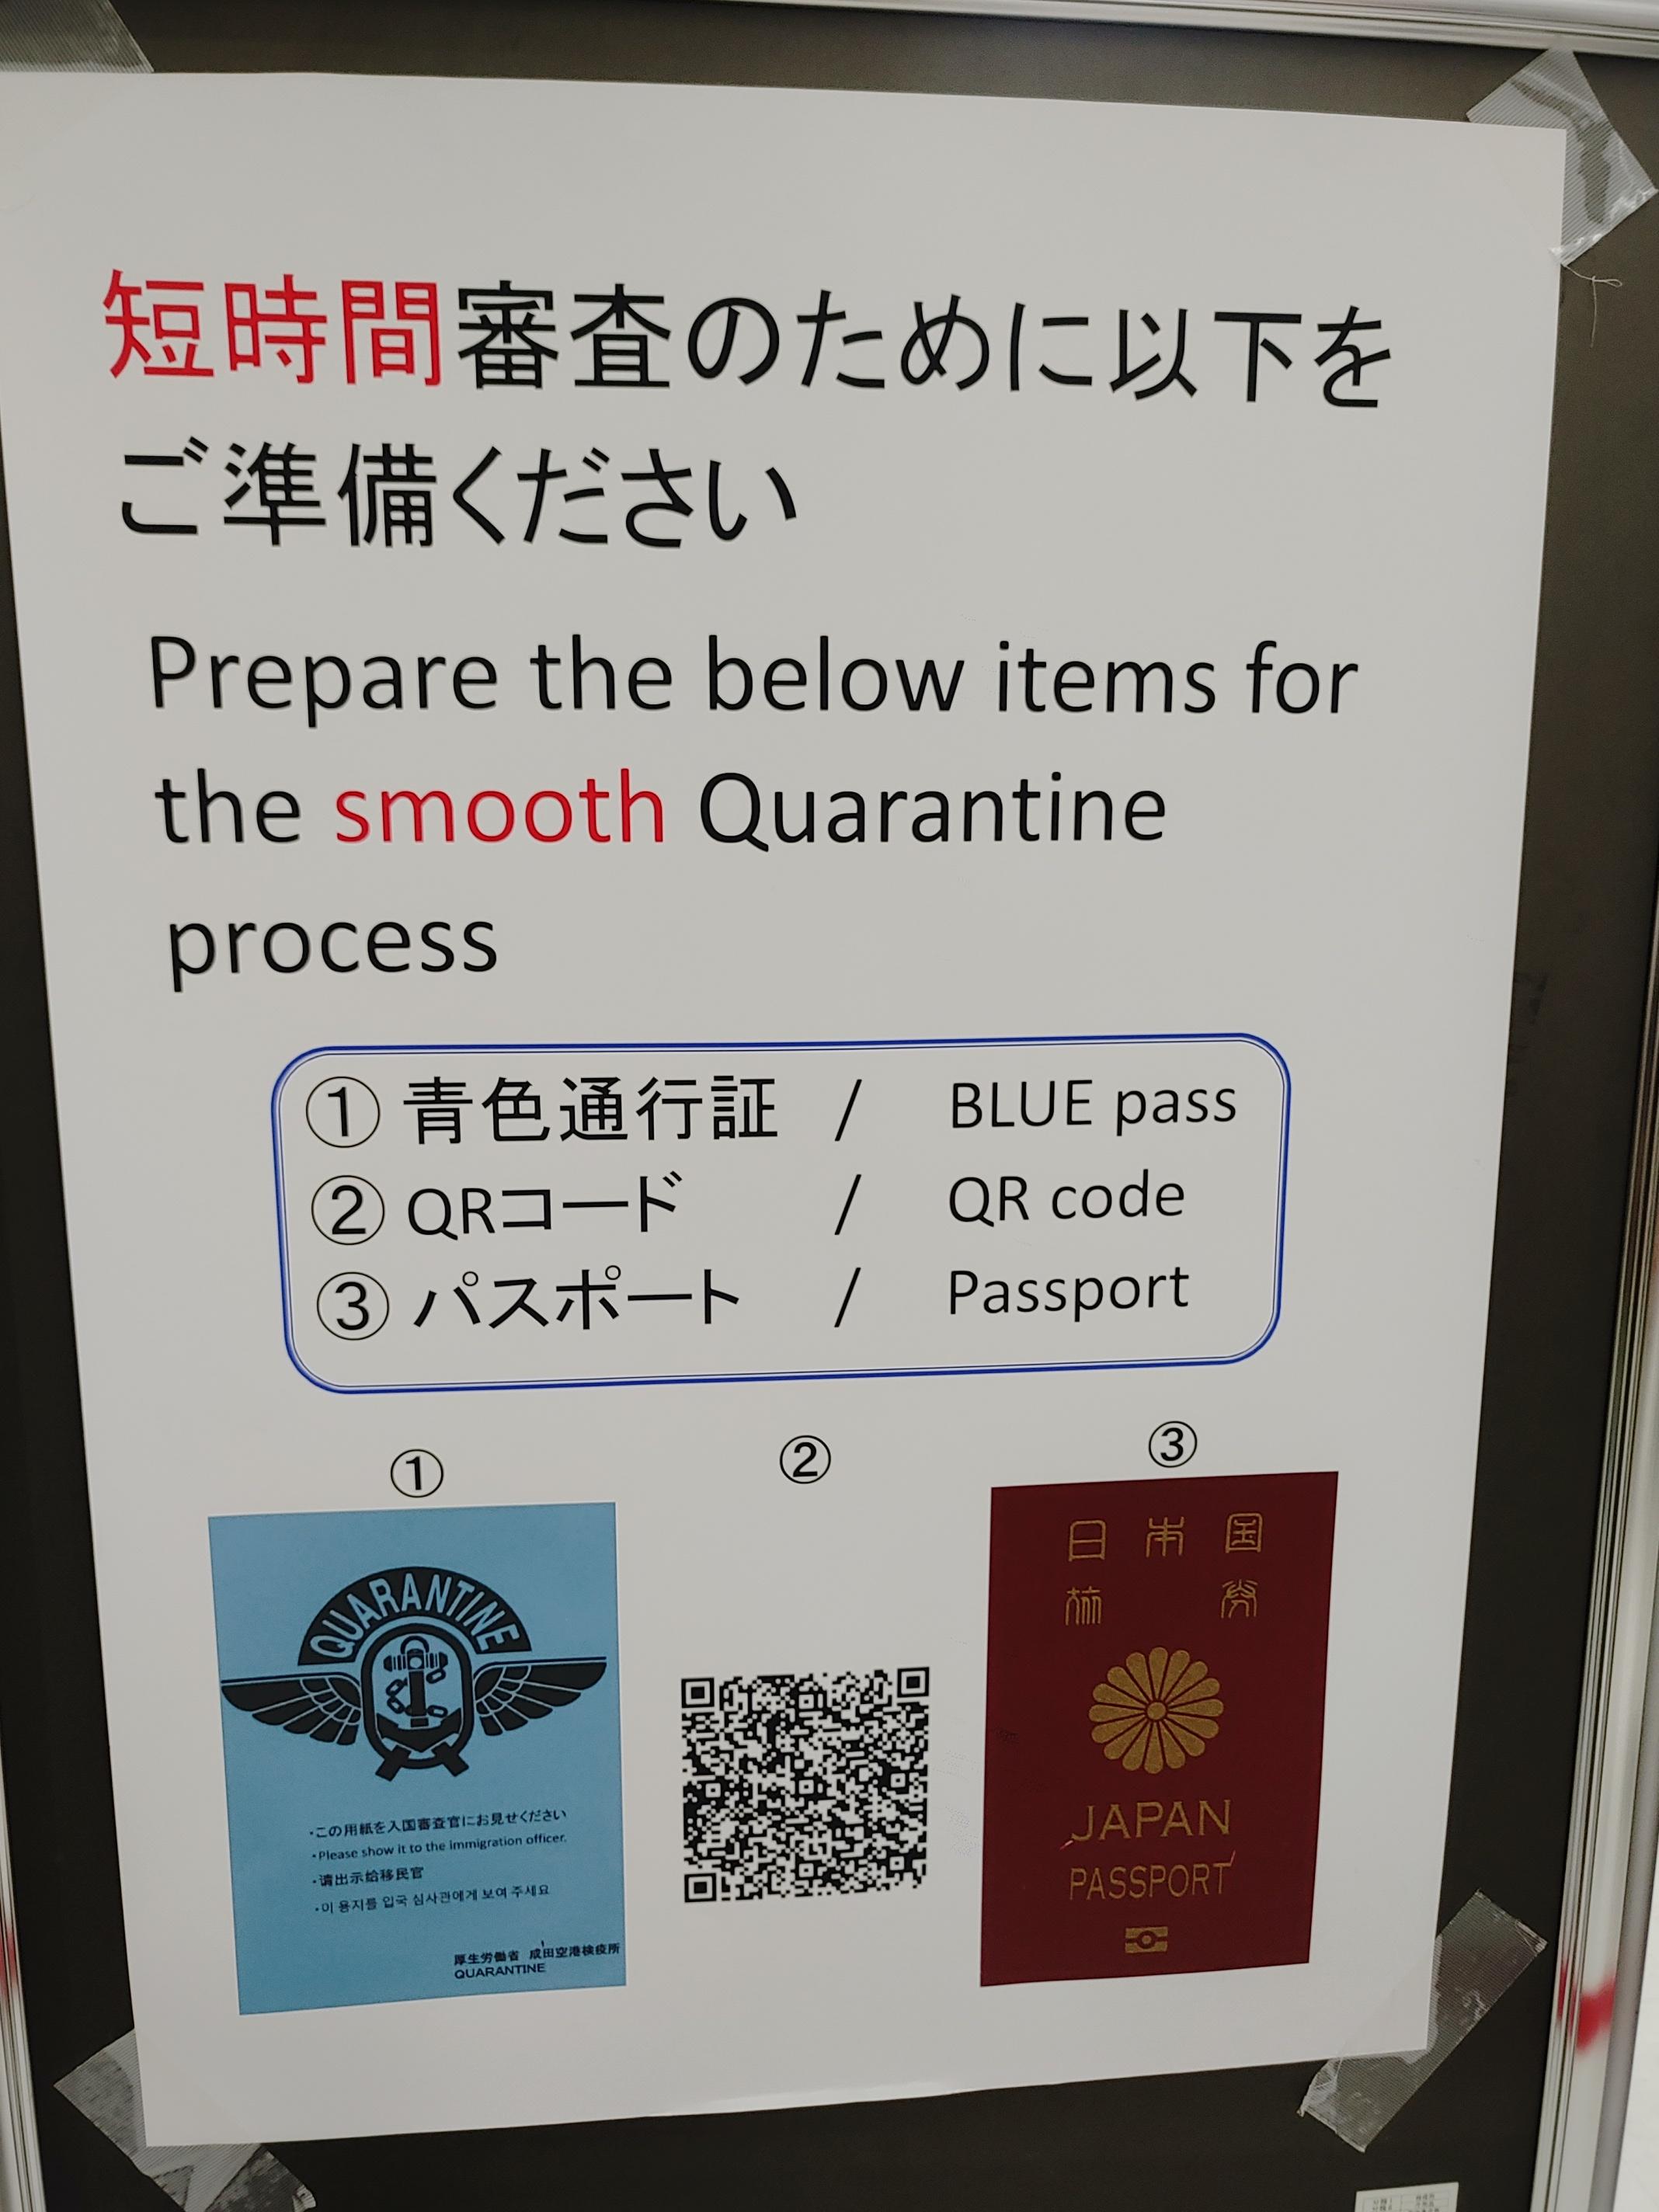 短時間審査のために以下を
ご準備ください
Prepare the below items for
the smooth Quarantine
process
① 青色通行証 / BLUE pass
② QRコード / QR code
③ パスポート / Passport
① ② ③
QUARANTINE
・この用紙を入国審査官にお見せください
・Please show it to the immigration officer.
・请出示给移民官
・이 용지를 입국 심사관에게 보여 주세요
厚生労働省 成田空港検疫所
QUARANTINE
日本国
旅券
JAPAN
PASSPORT